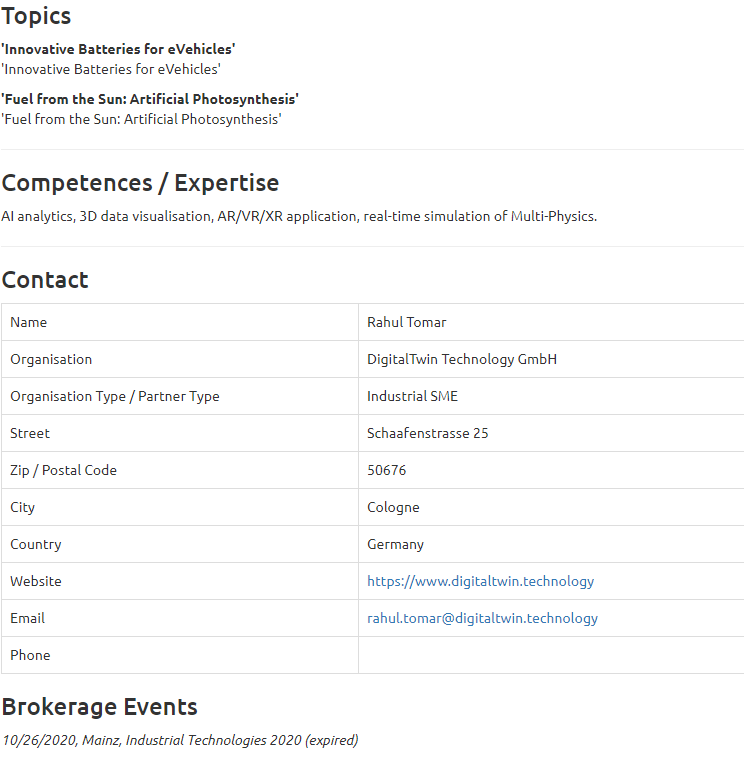 Topics
'Innovative Batteries for eVehicles'
'Innovative Batteries for eVehicles'
'Fuel from the Sun: Artificial Photosynthesis'
'Fuel from the Sun: Artificial Photosynthesis'
Competences / Expertise
AI analytics, 3D data visualisation, AR/VR/XR application, real-time simulation of Multi-Physics.
Contact
Name Rahul Tomar
Organisation DigitalTwin Technology GmbH
Organisation Type / Partner Type Industrial SME
Street Schaafenstrasse 25
Zip / Postal Code 50676
City Cologne
Country Germany
Website https://www.digitaltwin.technology
Email rahul.tomar@digitaltwin.technology
Phone
Brokerage Events
10/26/2020, Mainz, Industrial Technologies 2020 (expired)